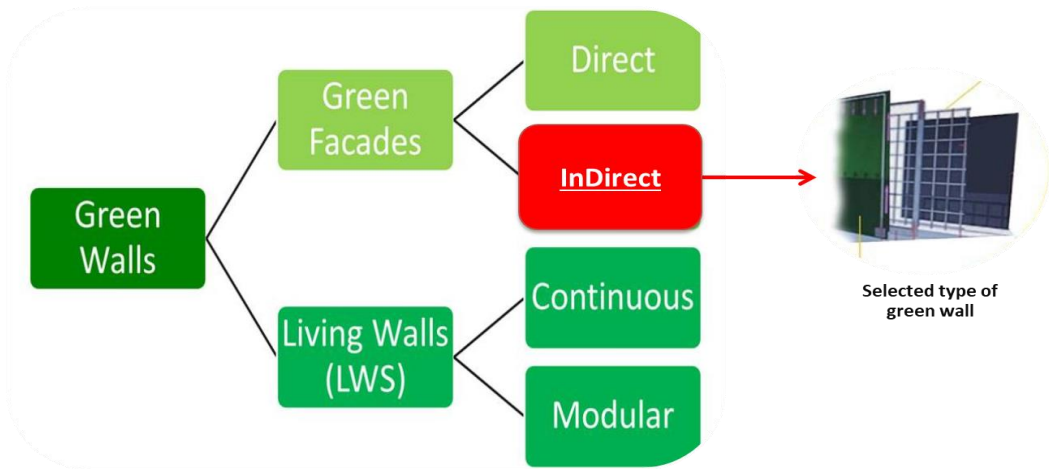 Green
Walls
Green
Facades
Direct
InDirect
Living Walls
(LWS)
Continuous
Modular
Selected type of
green wall